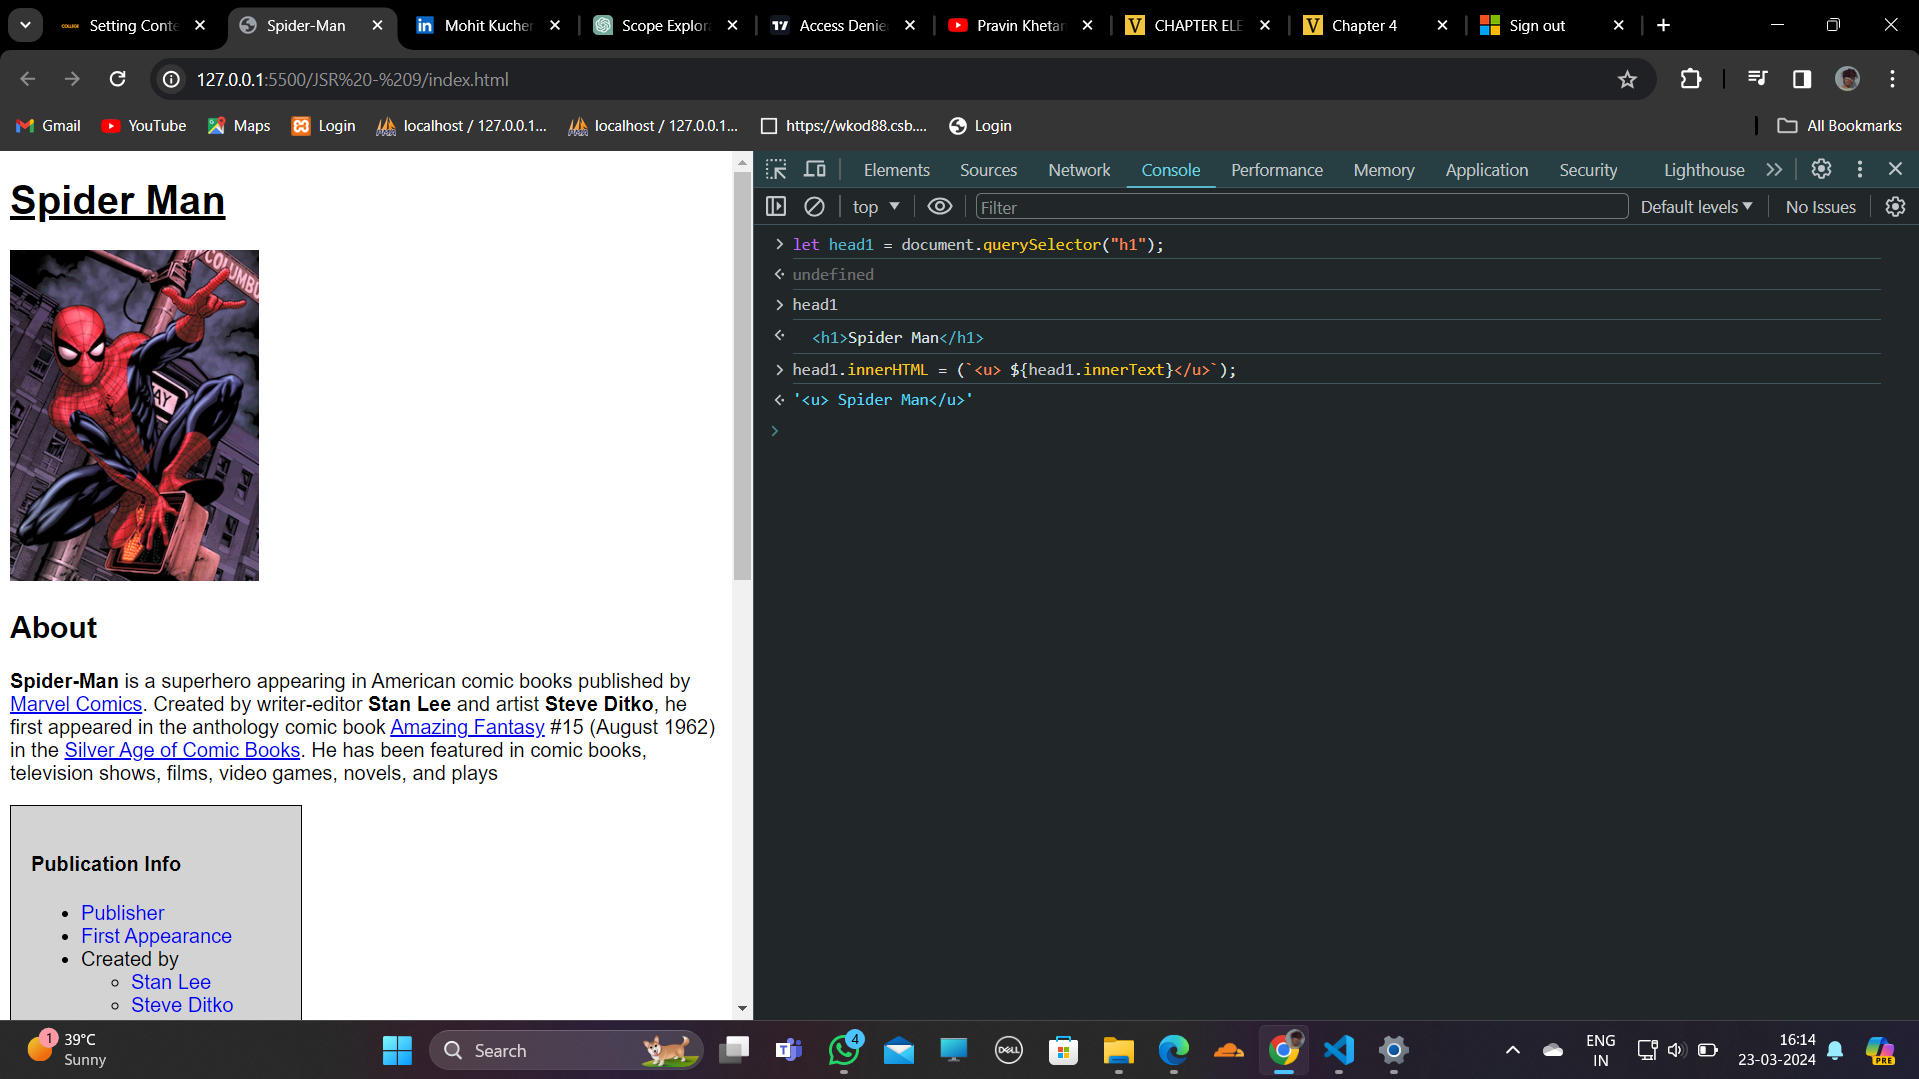 Setting Conte
Spider-Man
Mohit Kucher
Scope Explora
Access Denie
Pravin Khetan
CHAPTER ELE
Chapter 4
Sign out
127.0.0.1:5500/JSR%20-%209/index.html
Gmail
YouTube
Maps
Login
localhost / 127.0.0.1...
localhost / 127.0.0.1...
https://wkod88.csb....
Login
All Bookmarks
Spider Man
COLUMBU
AY
About
Spider-Man is a superhero appearing in American comic books published by
Marvel Comics. Created by writer-editor Stan Lee and artist Steve Ditko, he
first appeared in the anthology comic book Amazing Fantasy #15 (August 1962)
in the Silver Age of Comic Books. He has been featured in comic books,
television shows, films, video games, novels, and plays
Publication Info
Publisher
First Appearance
Created by
Stan Lee
Steve Ditko
Elements
Sources
Network
Console
Performance
Memory
Application
Security
Lighthouse
top
Filter
Default levels
No Issues
let head1 = document.querySelector("h1");
undefined
head1
<h1>Spider Man</h1>
head1.innerHTML = (`<u> ${head1.innerText}</u>`);
'<u> Spider Man</u>'
1
39°C
Sunny
Search
T
4
DELL
ENG
IN
16:14
23-03-2024
PRE